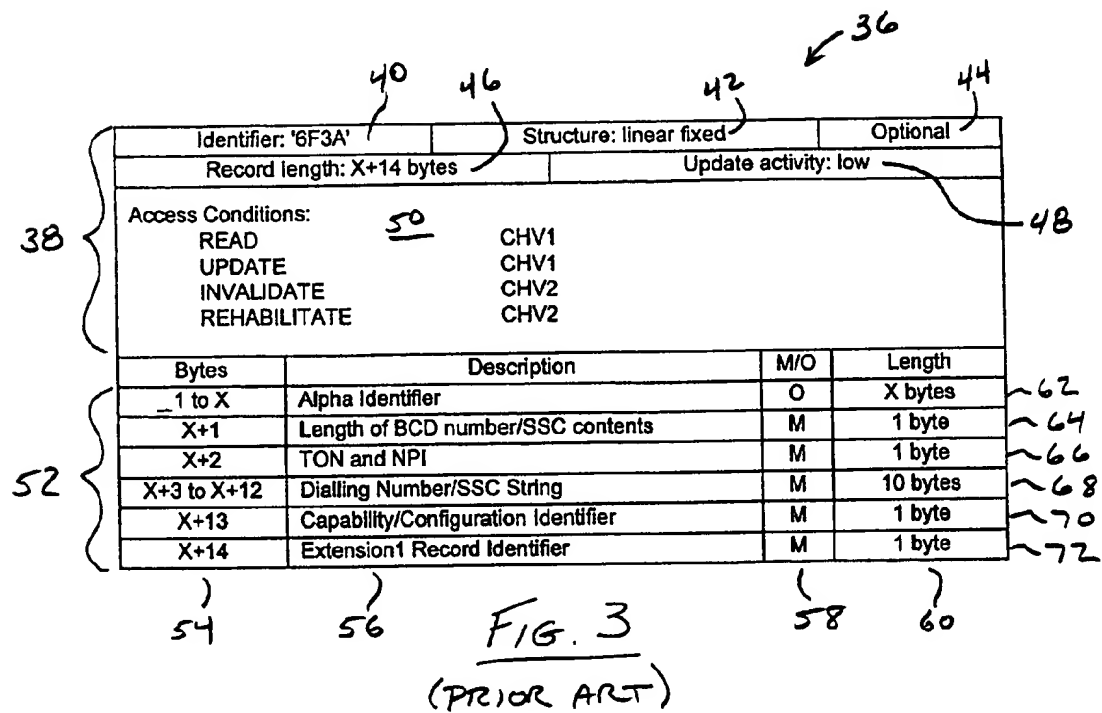 36
40 46 42 44
Identifier: '6F3A' Structure: linear fixed Optional
Record length: X+14 bytes Update activity: low
Access Conditions: 50
38 READ CHV1 48
UPDATE CHV1
INVALIDATE CHV2
REHABILITATE CHV2
Bytes Description M/O Length
_1 to X Alpha Identifier O X bytes 62
X+1 Length of BCD number/SSC contents M 1 byte 64
X+2 TON and NPI M 1 byte 66
52 X+3 to X+12 Dialling Number/SSC String M 10 bytes 68
X+13 Capability/Configuration Identifier M 1 byte 70
X+14 Extension1 Record Identifier M 1 byte 72
54 56 58 60
FIG. 3
(PRIOR ART)